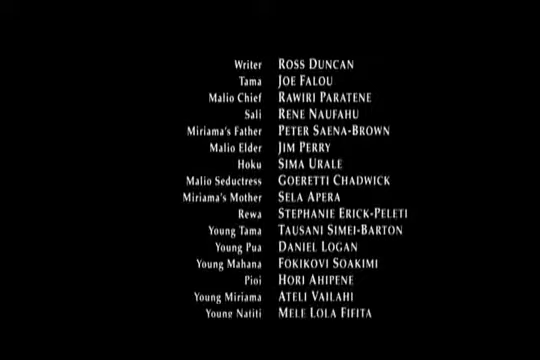 Writer ROSS DUNCAN
Tama JOE FALOU
Malio Chief RAWIRI PARATENE
Sali RENE NAUFAHU
Miriama's Father PETER SAENA-BROWN
Malio Elder JIM PERRY
Hoku SIMA URALE
Malio Seductress GOERETTI CHADWICK
Miriama's Mother SELA APERA
Rewa STEPHANIE ERICK-PELETI
Young Tama TAUSANI SIMEI-BARTON
Young Pua DANIEL LOGAN
Young Mahana FOKIKOVI SOAKIMI
Pioi HORI AHIPENE
Young Miriama ATELI VAILAHI
Young Natiti MELE LOLA FIFITA